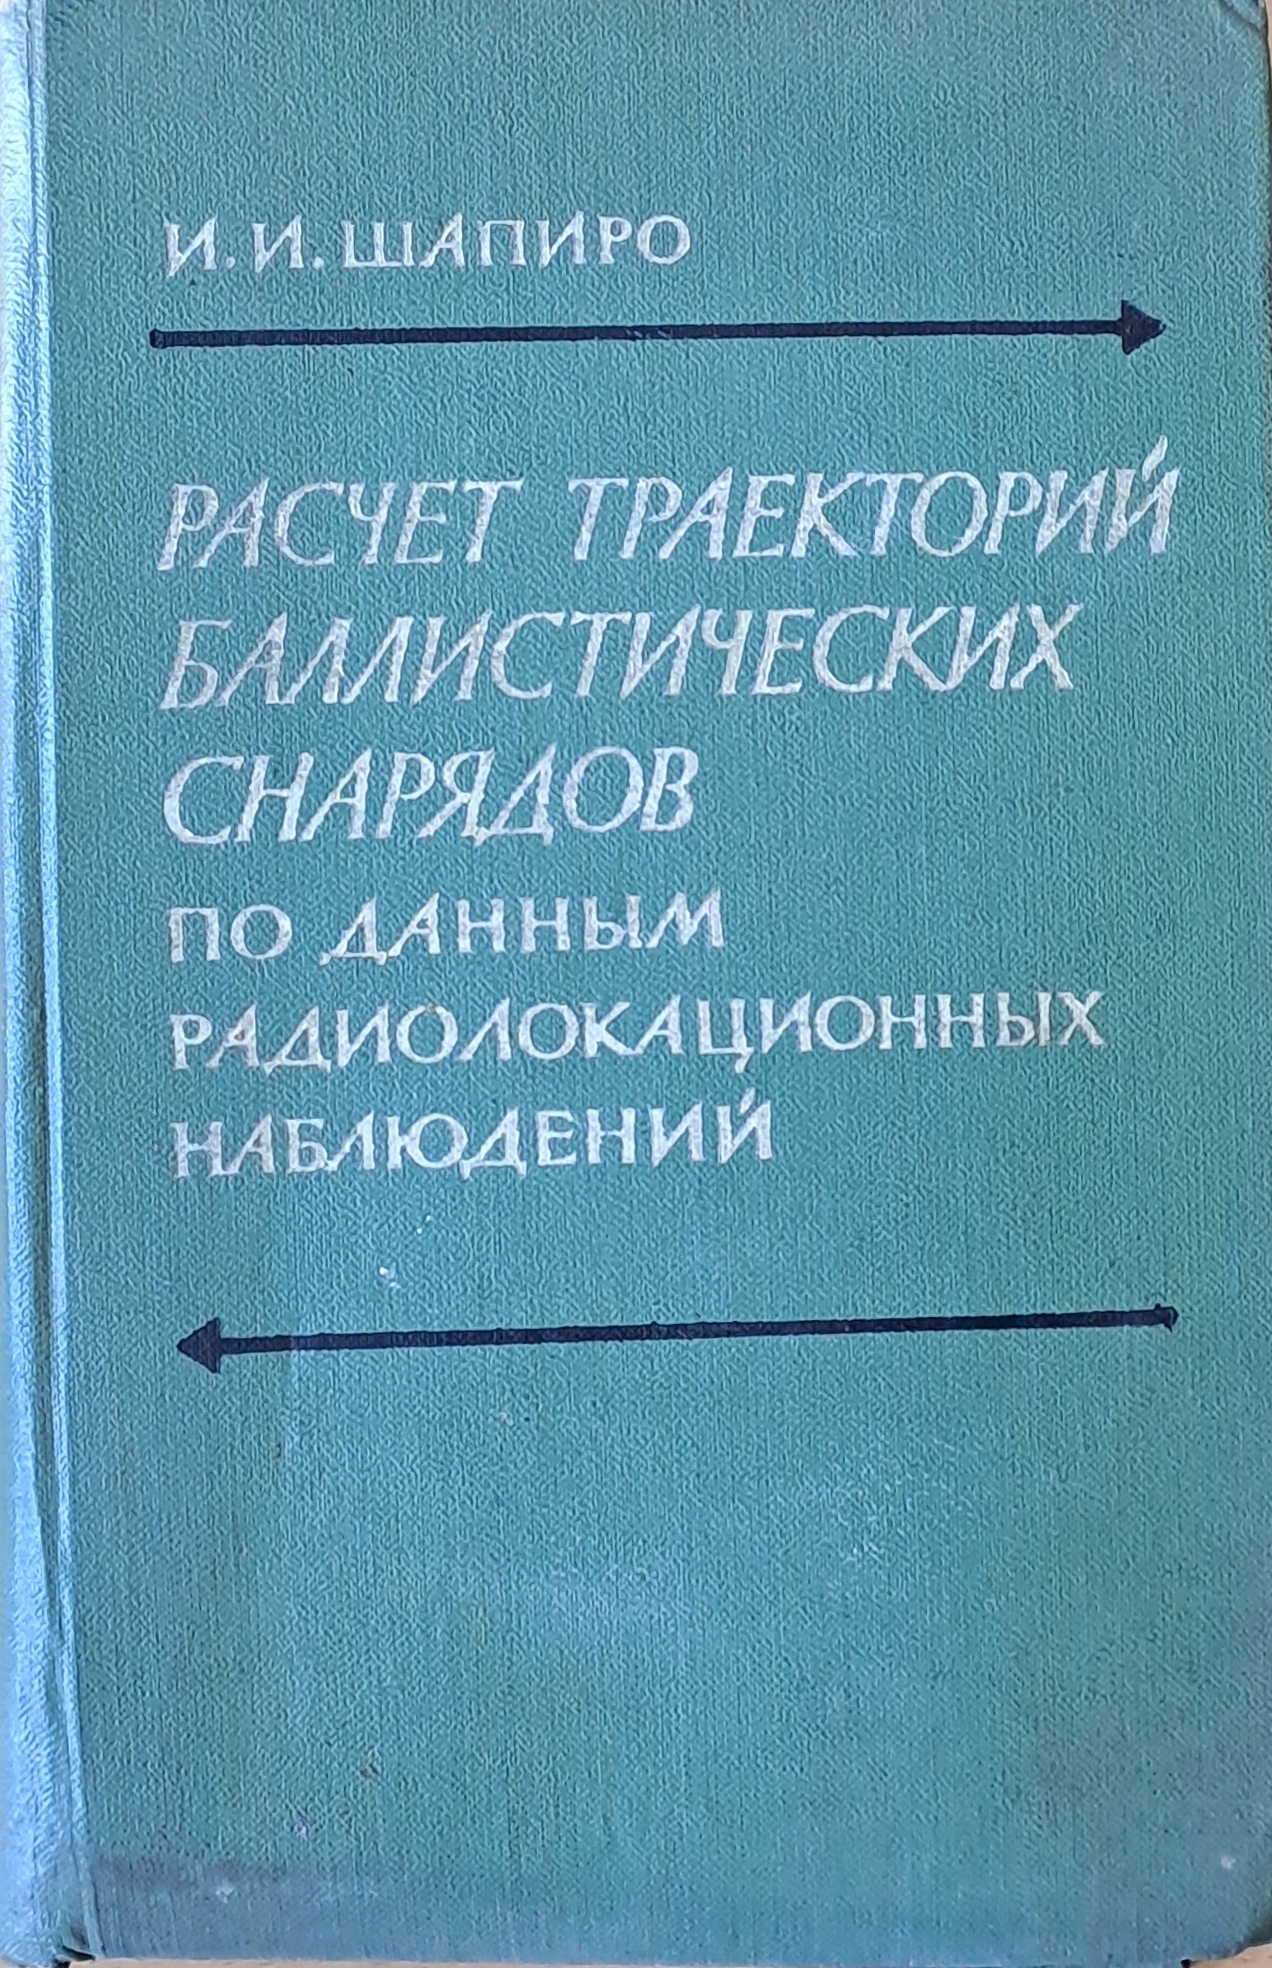 И. И. ШАПИРО
РАСЧЕТ ТРАЕКТОРИЙ
БАЛЛИСТИЧЕСКИХ
СНАРЯДОВ
ПО ДАННЫМ
РАДИОЛОКАЦИОННЫХ
НАБЛЮДЕНИЙ